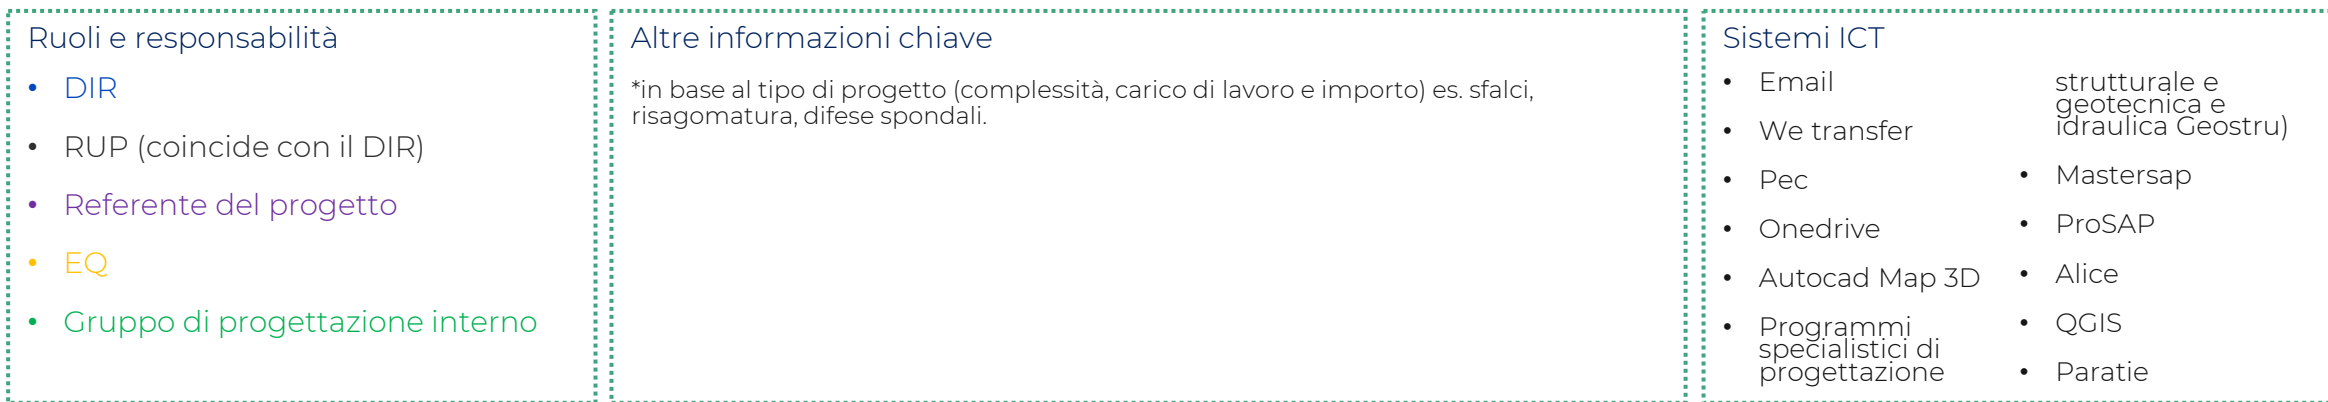 Ruoli e responsabilità
• DIR
• RUP (coincide con il DIR)
• Referente del progetto
• EQ
• Gruppo di progettazione interno
Altre informazioni chiave
*in base al tipo di progetto (complessità, carico di lavoro e importo) es. sfalci,
risagomatura, difese spondali.
Sistemi ICT
• Email
• We transfer
• Pec
• Onedrive
• Autocad Map 3D
• Programmi
specialistici di
progettazione
strutturale e
geotecnica e
idraulica Geostru)
• Mastersap
• ProSAP
• Alice
• QGIS
• Paratie